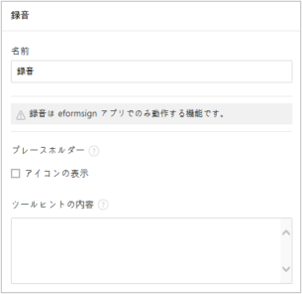 録音
名前
録音
録音は eformsign アプリでのみ動作する機能です。
プレースホルダー ?
アイコンの表示
ツールヒントの内容 ?